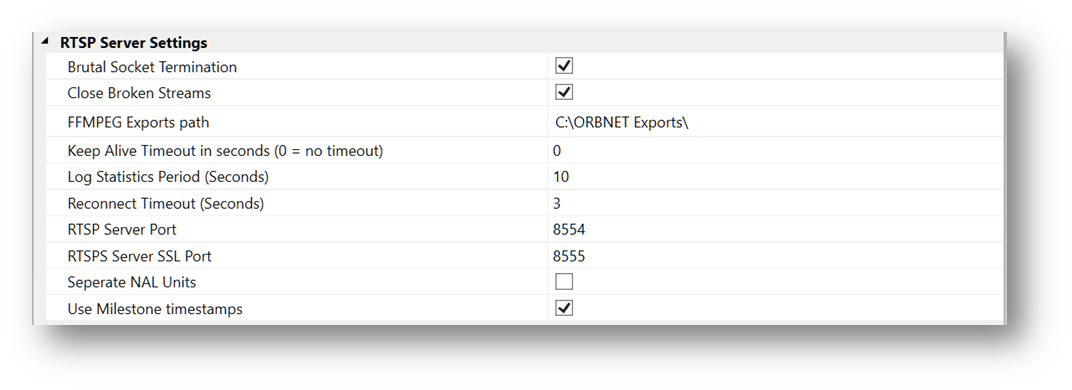 RTSP Server Settings
Brutal Socket Termination
Close Broken Streams
FFMPEG Exports path C:\ORBNET Exports\
Keep Alive Timeout in seconds (0 = no timeout) 0
Log Statistics Period (Seconds) 10
Reconnect Timeout (Seconds) 3
RTSP Server Port 8554
RTSPS Server SSL Port 8555
Seperate NAL Units
Use Milestone timestamps